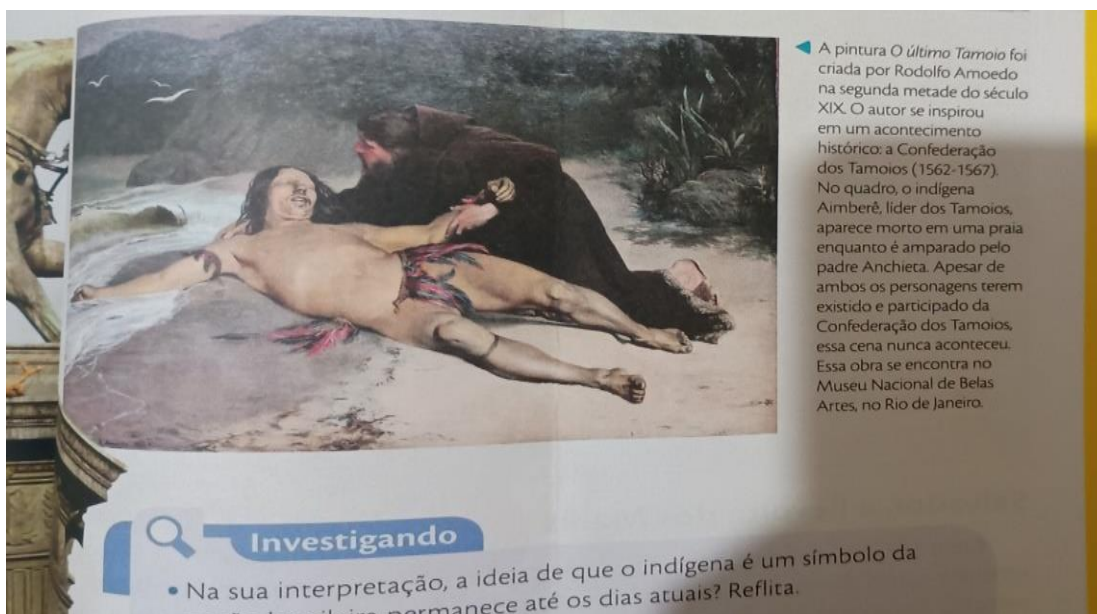 A pintura O último Tamoio foi
criada por Rodolfo Amoedo
na segunda metade do século
XIX. O autor se inspirou
em um acontecimento
histórico: a Confederação
dos Tamoios (1562-1567).
No quadro, o indígena
Aimberê, líder dos Tamoios,
aparece morto em uma praia
enquanto é amparado pelo
padre Anchieta. Apesar de
ambos os personagens terem
existido e participado da
Confederação dos Tamoios,
essa cena nunca aconteceu.
Essa obra se encontra no
Museu Nacional de Belas
Artes, no Rio de Janeiro.
Investigando
• Na sua interpretação, a ideia de que o indígena é um símbolo da
permanece até os dias atuais? Reflita.